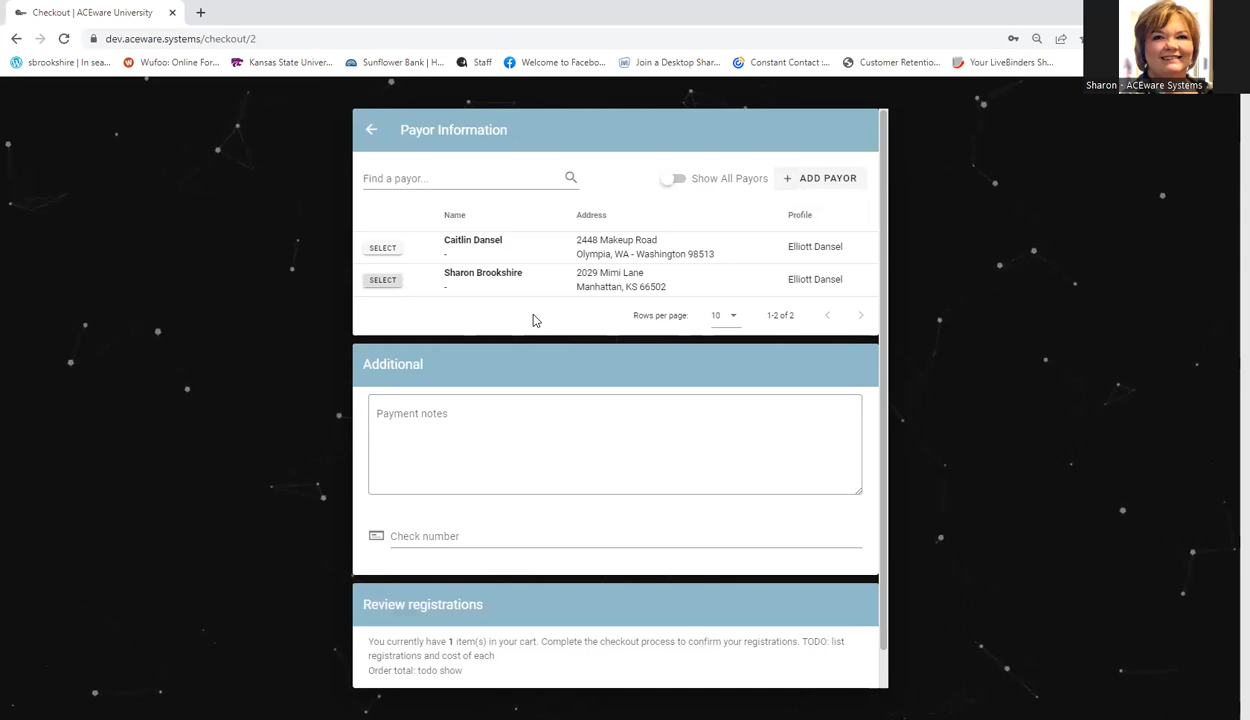 Checkout | ACEware University
dev.aceware.systems/checkout/2
sbrookshire | In sea... Wufoo: Online For... Kansas State Univer... Sunflower Bank | H... Staff Welcome to Facebo... Join a Desktop Shar... Constant Contact :... Customer Retentio... Your LiveBinders Sh...
Sharon - ACEware Systems
Payor Information
Find a payor... Show All Payors + ADD PAYOR
Name Address Profile
SELECT Caitlin Dansel 2448 Makeup Road Elliott Dansel
- Olympia, WA - Washington 98513
SELECT Sharon Brookshire 2029 Mimi Lane Elliott Dansel
- Manhattan, KS 66502
Rows per page: 10 1-2 of 2
Additional
Payment notes
Check number
Review registrations
You currently have 1 item(s) in your cart. Complete the checkout process to confirm your registrations. TODO: list
registrations and cost of each
Order total: todo show